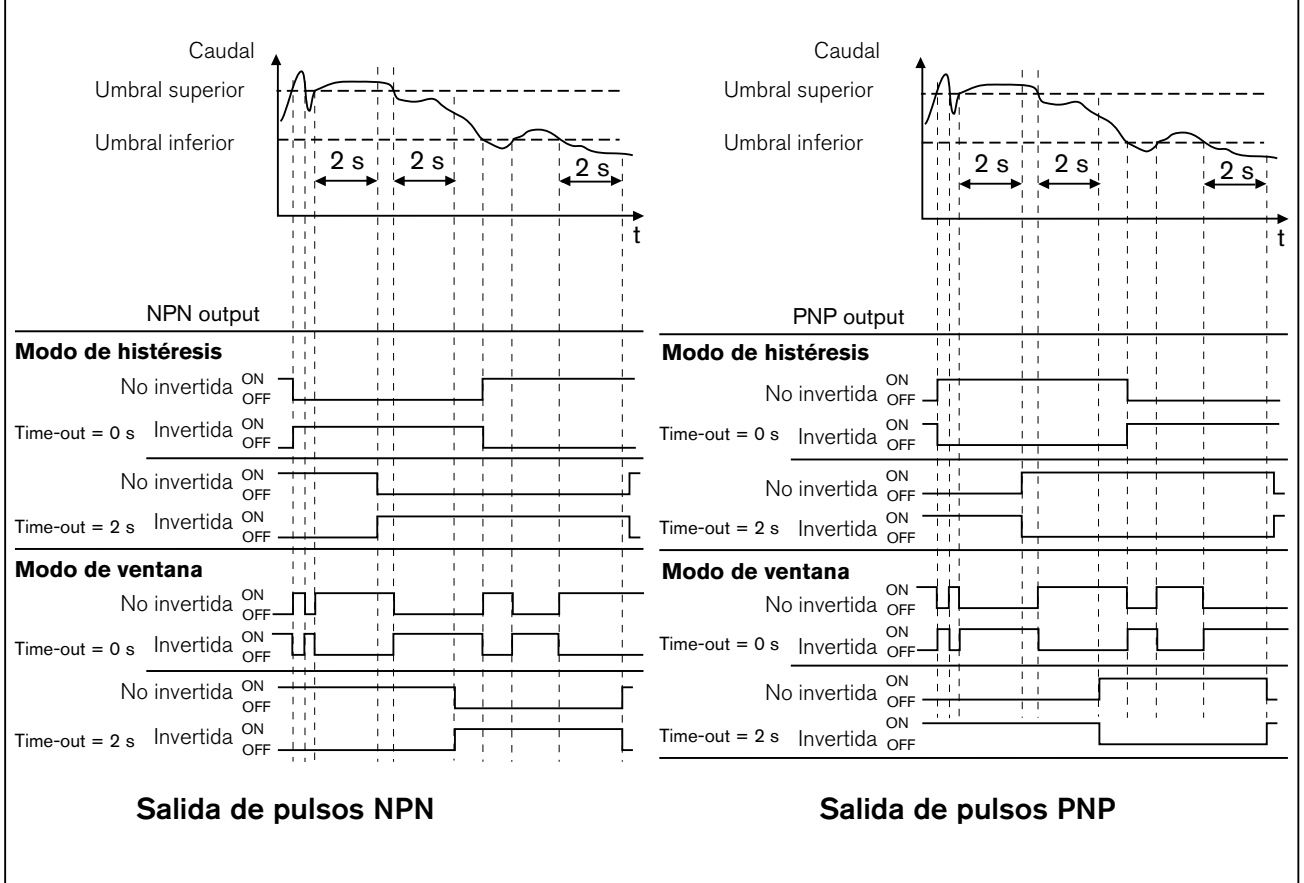 Caudal
Umbral superior
Umbral inferior
2 s
2 s
2 s
t
NPN output
Modo de histéresis
No invertida ON
OFF
Time-out = 0 s Invertida ON
OFF
No invertida ON
OFF
Time-out = 2 s Invertida ON
OFF
Modo de ventana
No invertida ON
OFF
Time-out = 0 s Invertida ON
OFF
No invertida ON
OFF
Time-out = 2 s Invertida ON
OFF
Salida de pulsos NPN
Caudal
Umbral superior
Umbral inferior
2 s
2 s
2 s
t
PNP output
Modo de histéresis
No invertida ON
OFF
Time-out = 0 s Invertida ON
OFF
No invertida ON
OFF
Time-out = 2 s Invertida ON
OFF
Modo de ventana
No invertida ON
OFF
Time-out = 0 s Invertida ON
OFF
No invertida ON
OFF
Time-out = 2 s Invertida ON
OFF
Salida de pulsos PNP